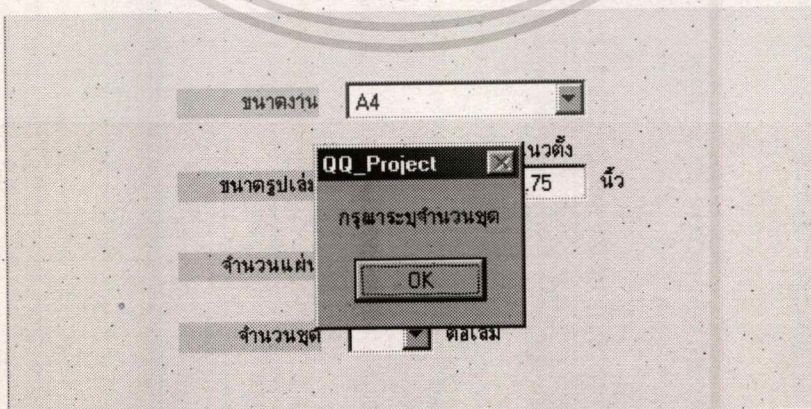 ขนาดงาน A4
แนวตั้ง
ขนาดรูปเล่ม .75 นิ้ว
QQ_Project
กรุณาระบุจำนวนชุด
จำนวนแผ่น
OK
จำนวนชุด ต่อเล่ม